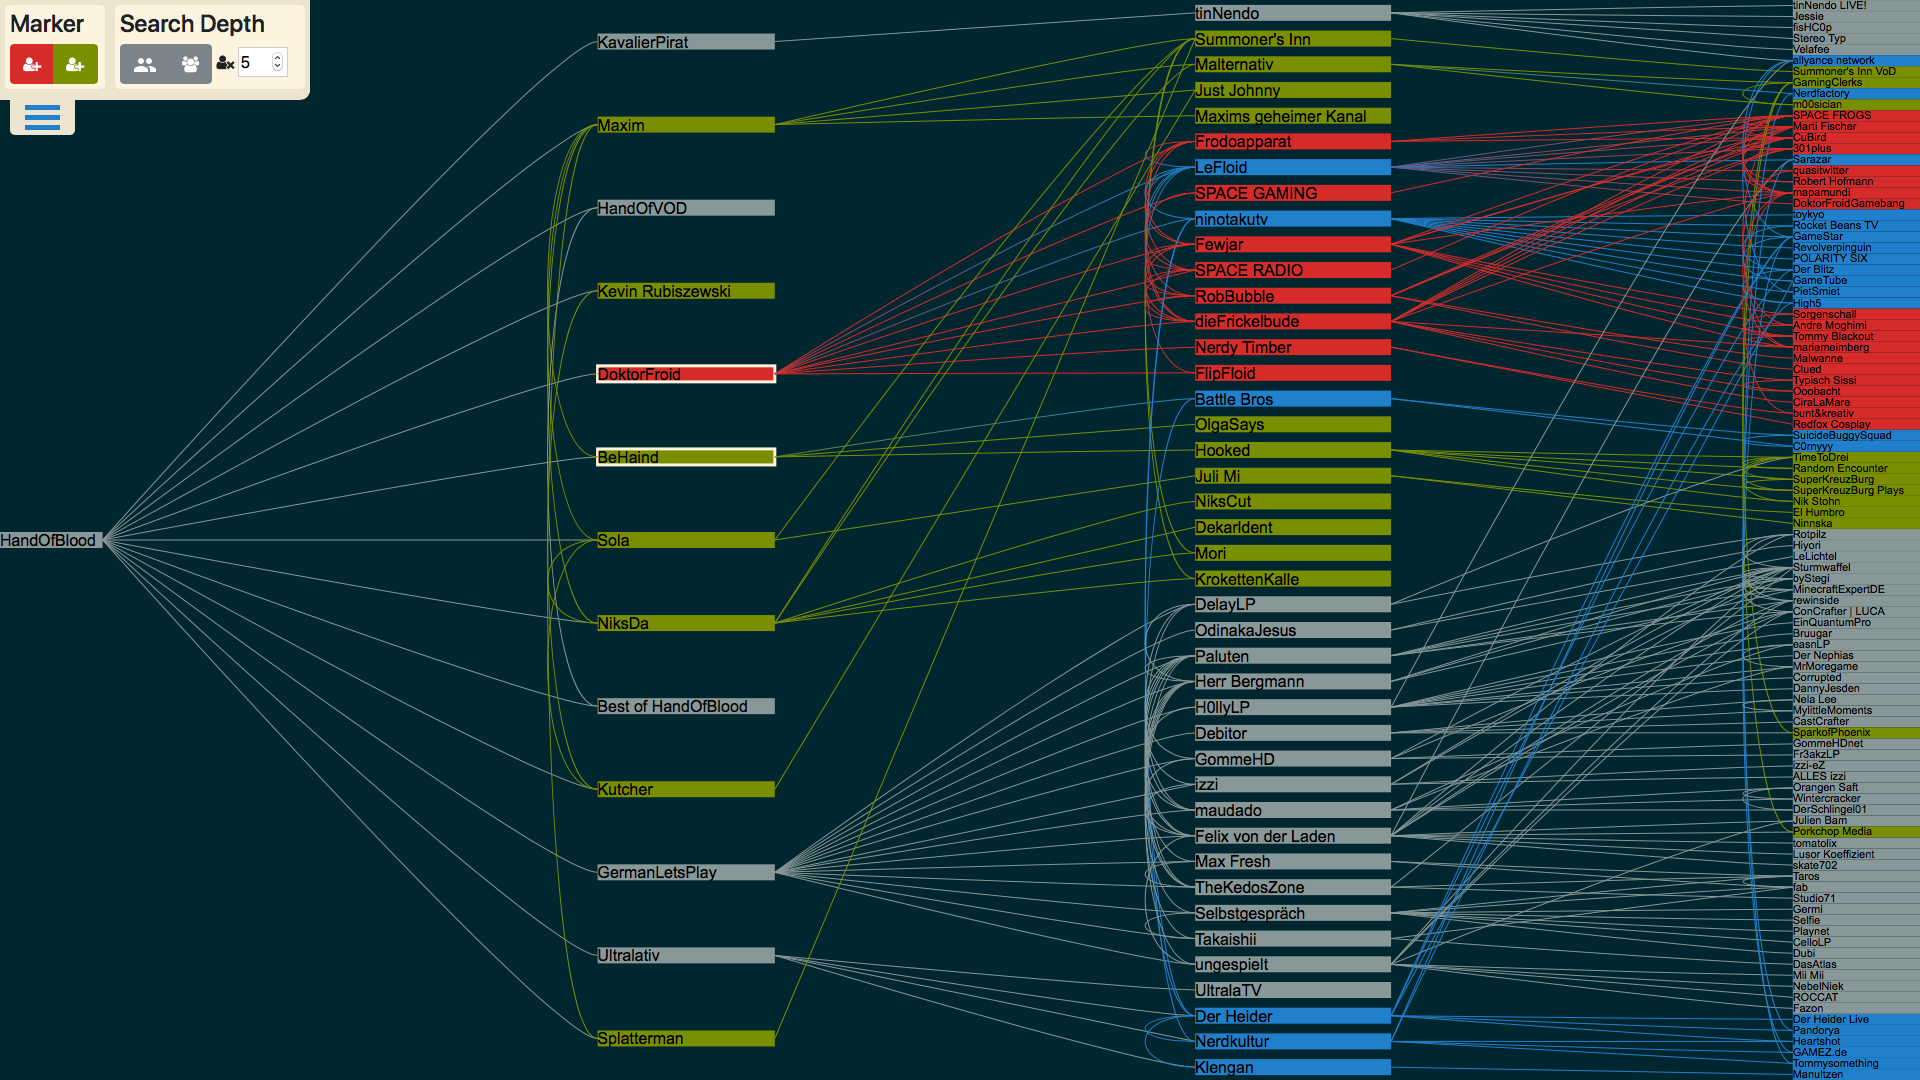 Marker
Search Depth
5
HandOfBlood
KavalierPirat
Maxim
HandOfVOD
Kevin Rubiszewski
DoktorFroid
BeHaind
Sola
NiksDa
Best of HandOfBlood
Kutcher
GermanLetsPlay
Ultralativ
Splatterman
tinNendo
Summoner's Inn
Malternativ
Just Johnny
Maxims geheimer Kanal
Frodoapparat
LeFloid
SPACE GAMING
ninotakutv
Fewjar
SPACE RADIO
RobBubble
dieFrickelbude
Nerdy Timber
FlipFloid
Battle Bros
OlgaSays
Hooked
Juli Mi
NiksCut
Dekarldent
Mori
KrokettenKalle
DelayLP
OdinakaJesus
Paluten
Herr Bergmann
H0llyLP
Debitor
GommeHD
izzi
maudado
Felix von der Laden
Max Fresh
TheKedosZone
Selbstgespräch
Takaishii
ungespielt
UltralaTV
Der Heider
Nerdkultur
Klengan
tinNendo LIVE!
Jessie
fisHC0p
Stereo Typ
Velafee
allyance network
Summoner's Inn VoD
GamingClerks
Nerdfactory
m00sician
SPACE FROGS
Marti Fischer
CuBird
301plus
Sarazar
quasitwitter
Robert Hofmann
mapamundi
DoktorFroidGamebang
toykyo
Rocket Beans TV
GameStar
Revolverpinguin
POLARITY SIX
Der Blitz
GameTube
PietSmiet
High5
Sorgenschall
Andre Moghimi
Tommy Blackout
mariemeimberg
Malwanne
Clued
Typisch Sissi
Ooobacht
CiraLaMare
bunt&kreativ
Redfox Cosplay
SuicideBuggySquad
C0rnyyy
TimeToDrei
Random Encounter
SuperKreuzBurg
SuperKreuzBurg Plays
Nik Stohn
El Humbro
Ninnska
Rotpilz
Hiyori
LeLichtel
Sturmwaffel
byStegi
MinecraftExpertDE
rewinside
ConCrafter | LUCA
EinQuantumPro
Bruugar
easnLP
Der Nephias
MrMoregame
Corrupted
DannyJesden
Nela Lee
MylittleMoments
CastCrafter
SparkofPhoenix
GommeHDnet
Fr3akzLP
izzi-eZ
ALLES izzi
Orangen Saft
Wintercracker
DerSchlingel01
Julien Bam
Porkchop Media
tomatolix
Lusor Koeffizient
skate702
Taros
fab
Studio71
Germi
Selfie
Playnet
CelloLP
Dubi
DasAtlas
Mii Mii
NebelNiek
ROCCAT
Fazon
Der Heider Live
Pandorya
Heartshot
GAMEZ.de
Tommysomething
Manultzen